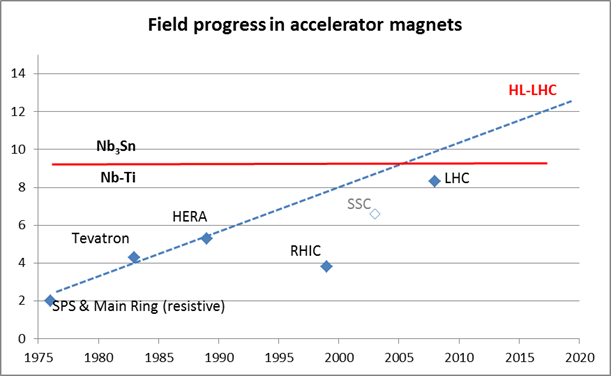 Field progress in accelerator magnets
14
HL-LHC
12
Nb₃Sn
10
Nb-Ti
LHC
8
SSC
HERA
6
Tevatron
RHIC
4
SPS & Main Ring (resistive)
2
0
1975 1980 1985 1990 1995 2000 2005 2010 2015 2020